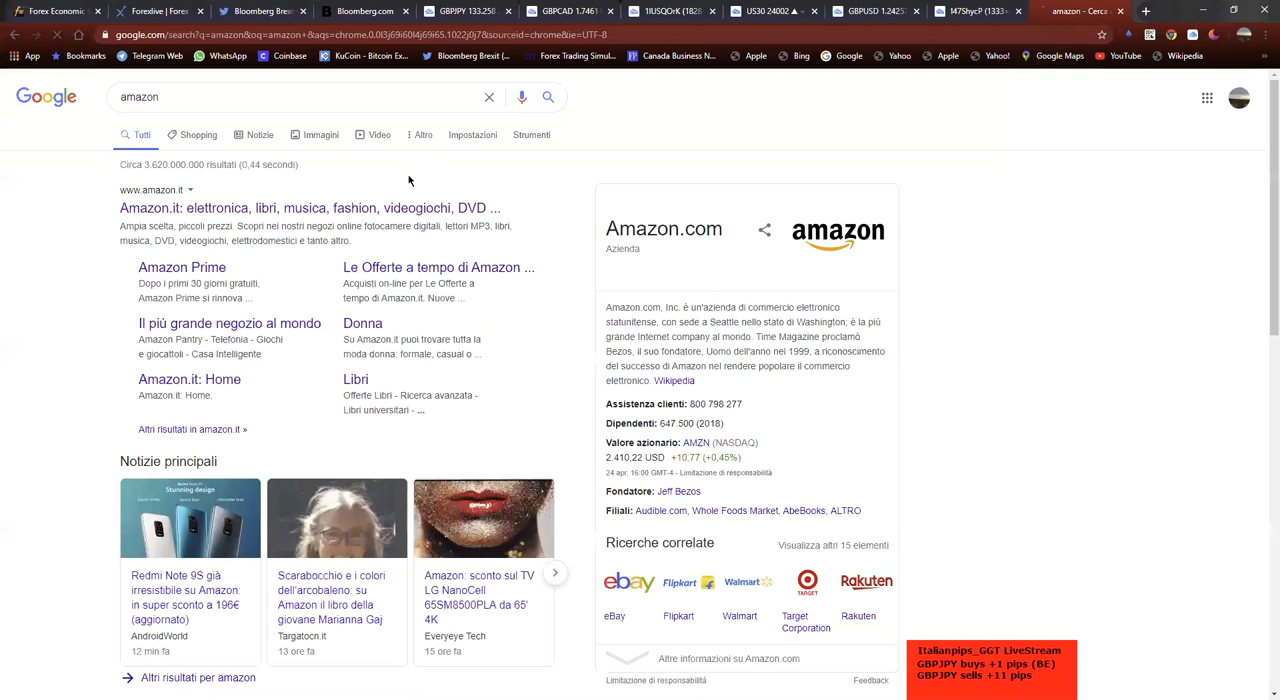 Forex Economic
Forexlive | Forex
Bloomberg Brex
Bloomberg.com
GBPJPY 133.258
GBPCAD 1.7461
1IUSQOrK (1828
US30 24002
GBPUSD 1.2425
I47ShycP (1333×
amazon - Cerca
google.com/search?q=amazon&oq=amazon+&aqs=chrome.0.0l3j69i60l4j69i65.1022j0j7&sourceid=chrome&ie=UTF-8
App
Bookmarks
Telegram Web
WhatsApp
Coinbase
KuCoin - Bitcoin Ex...
Bloomberg Brexit (...
Forex Trading Simul...
Canada Business N...
Apple
Bing
Google
Yahoo
Apple
Yahoo!
Google Maps
YouTube
Wikipedia
Google
amazon
Tutti
Shopping
Notizie
Immagini
Video
Altro
Impostazioni
Strumenti
Circa 3.620.000.000 risultati (0,44 secondi)
www.amazon.it
Amazon.it: elettronica, libri, musica, fashion, videogiochi, DVD ...
Ampia scelta, piccoli prezzi. Scopri nei nostri negozi online fotocamere digitali, lettori MP3, libri,
musica, DVD, videogiochi, elettrodomestici e tanto altro.
Amazon Prime
Dopo i primi 30 giorni gratuiti,
Amazon Prime si rinnova ...
Le Offerte a tempo di Amazon ...
Acquisti on-line per Le Offerte a
tempo di Amazon.it. Nuove ...
Il più grande negozio al mondo
Amazon Pantry - Telefonia - Giochi
e giocattoli - Casa Intelligente
Donna
Su Amazon.it puoi trovare tutta la
moda donna: formale, casual o ...
Amazon.it: Home
Amazon.it: Home.
Libri
Offerte Libri - Ricerca avanzata -
Libri universitari - ...
Altri risultati in amazon.it »
Notizie principali
Stunning design
Redmi Note 9S già
irresistibile su Amazon:
in super sconto a 196€
(aggiornato)
AndroidWorld
12 min fa
Scarabocchio e i colori
dell'arcobaleno: su
Amazon il libro della
giovane Marianna Gaj
Targatocn.it
13 ore fa
Amazon: sconto sul TV
LG NanoCell
65SM8500PLA da 65'
4K
Everyeye Tech
15 ore fa
Altri risultati per amazon
Amazon.com
Azienda
amazon
Amazon.com, Inc. è un'azienda di commercio elettronico
statunitense, con sede a Seattle nello stato di Washington; è la più
grande Internet company al mondo. Time Magazine proclamò
Bezos, il suo fondatore, Uomo dell'anno nel 1999, a riconoscimento
del successo di Amazon nel rendere popolare il commercio
elettronico. Wikipedia
Assistenza clienti: 800 798 277
Dipendenti: 647.500 (2018)
Valore azionario: AMZN (NASDAQ)
2.410,22 USD +10,77 (+0,45%)
24 apr, 16:00 GMT-4 - Limitazione di responsabilità
Fondatore: Jeff Bezos
Filiali: Audible.com, Whole Foods Market, AbeBooks, ALTRO
Ricerche correlate
Visualizza altri 15 elementi
ebay
Flipkart
Walmart
TARGET
Rakuten
eBay
Flipkart
Walmart
Target
Corporation
Rakuten
Altre informazioni su Amazon.com
Limitazione di responsabilità
Feedback
Italianpips_GGT LiveStream
GBPJPY buys +1 pips (BE)
GBPJPY sells +11 pips